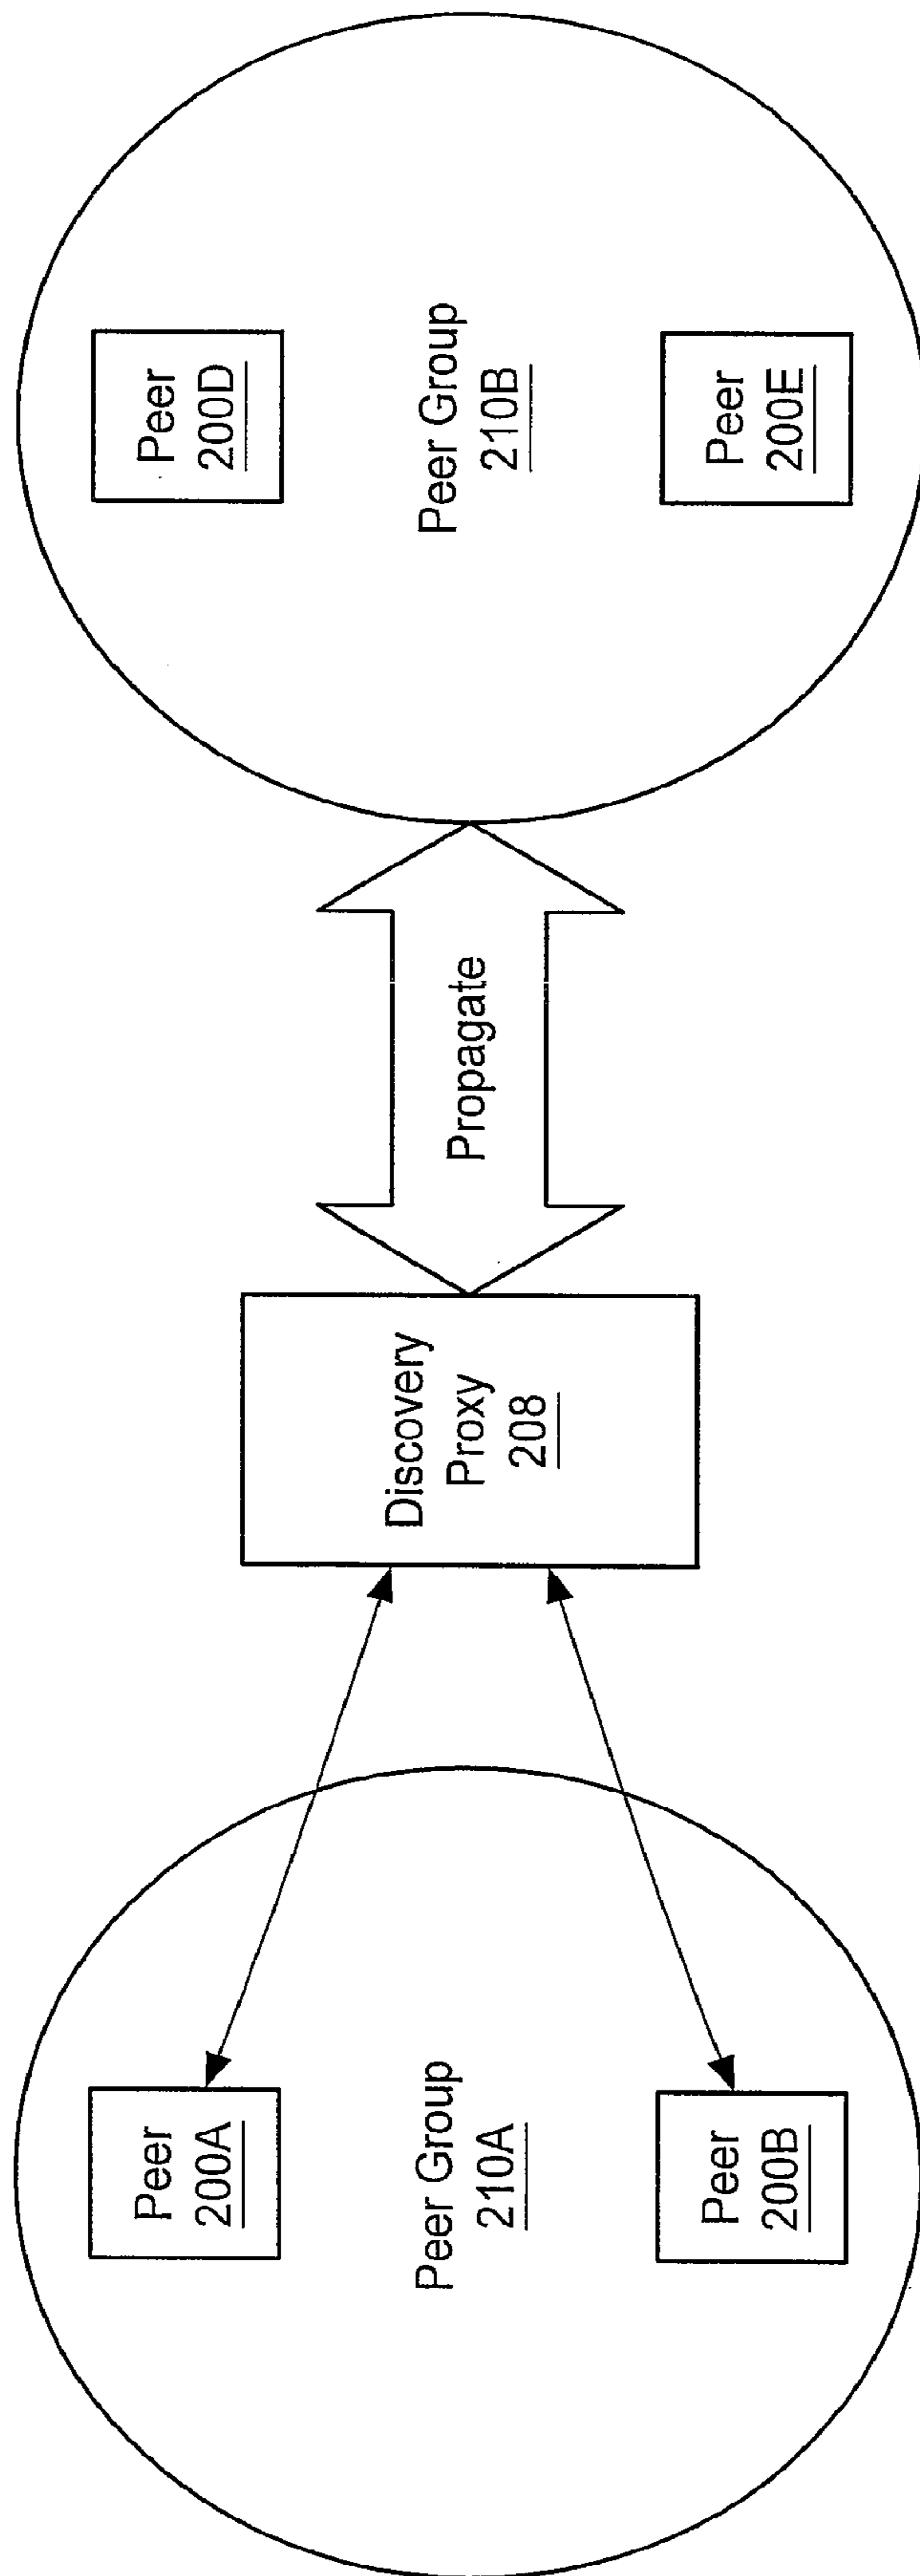 Peer
200A
Peer Group
210A
Peer
200B
Discovery
Proxy
208
Propagate
Peer
200D
Peer Group
210B
Peer
200E